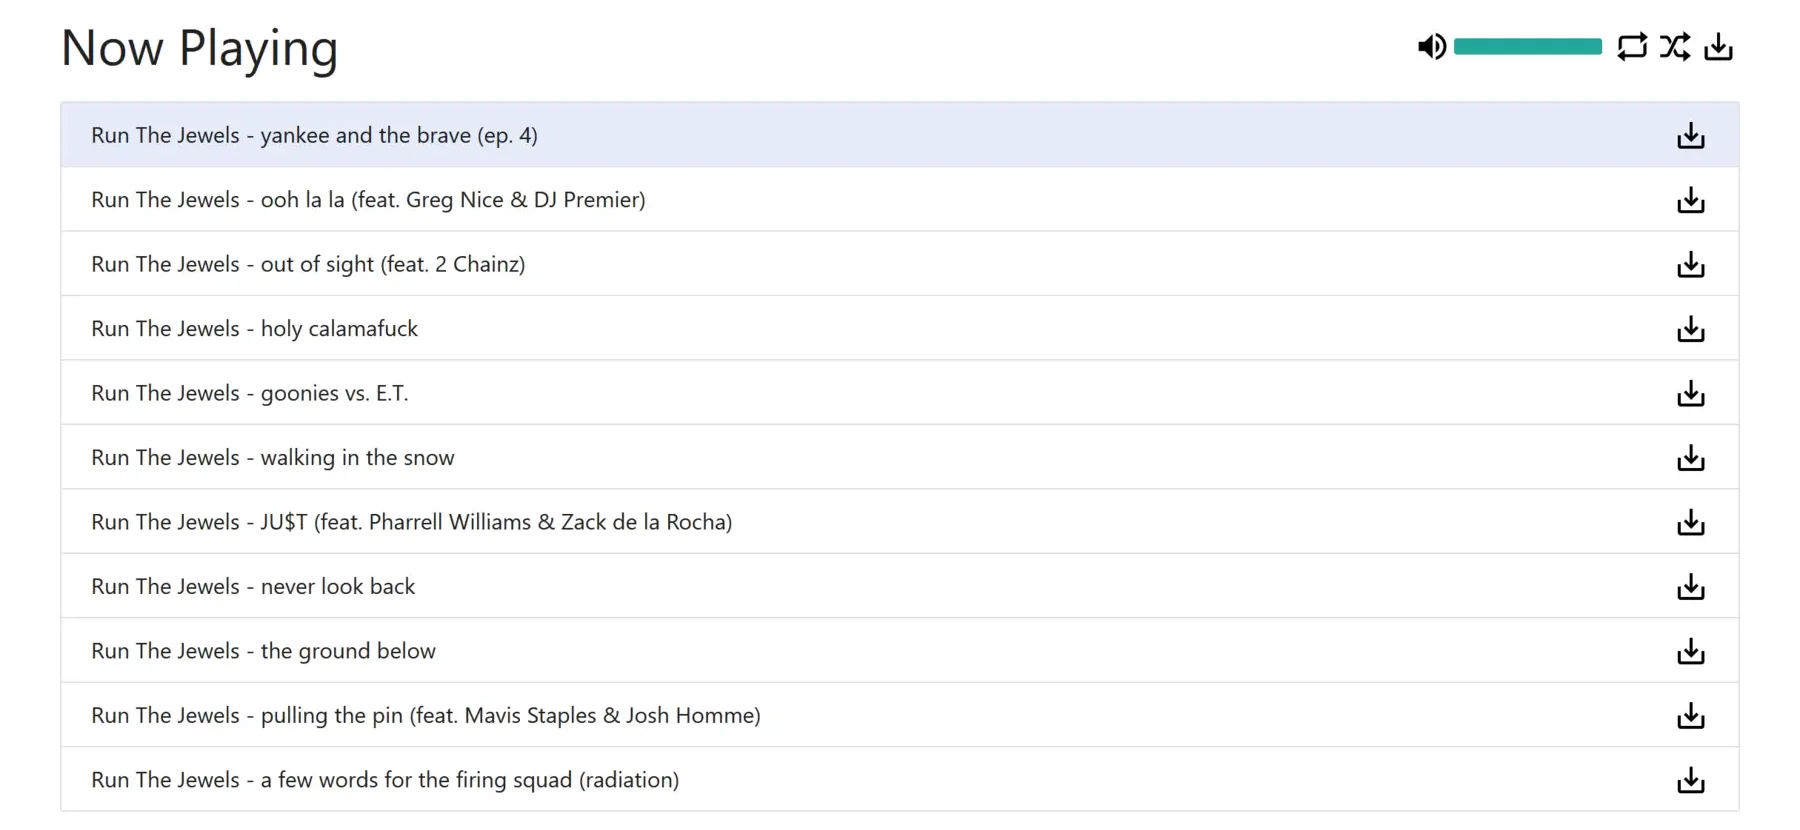 Now Playing
Run The Jewels - yankee and the brave (ep. 4)
Run The Jewels - ooh la la (feat. Greg Nice & DJ Premier)
Run The Jewels - out of sight (feat. 2 Chainz)
Run The Jewels - holy calamafuck
Run The Jewels - goonies vs. E.T.
Run The Jewels - walking in the snow
Run The Jewels - JU$T (feat. Pharrell Williams & Zack de la Rocha)
Run The Jewels - never look back
Run The Jewels - the ground below
Run The Jewels - pulling the pin (feat. Mavis Staples & Josh Homme)
Run The Jewels - a few words for the firing squad (radiation)